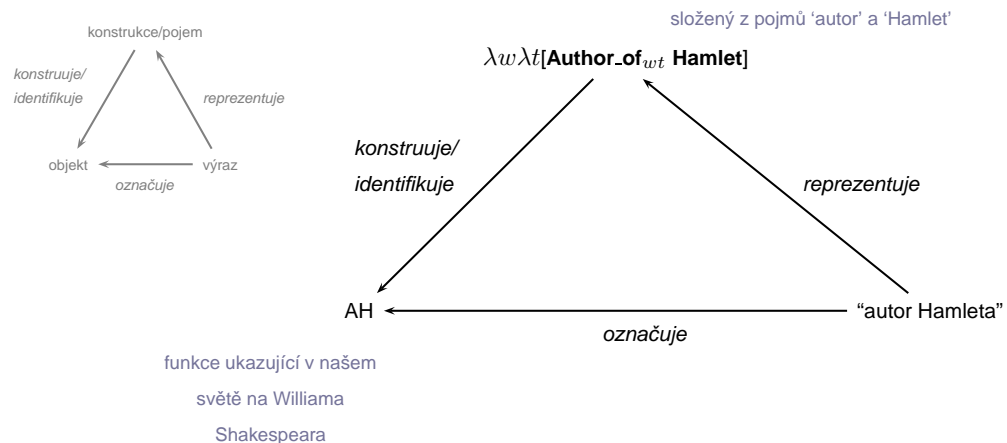 složený z pojmů ‘autor’ a ‘Hamlet’
konstrukce/pojem
λwλt[Author_of_wt Hamlet]
konstruuje/
identifikuje
reprezentuje
objekt
výraz
označuje
konstruuje/
identifikuje
reprezentuje
AH
“autor Hamleta”
označuje
funkce ukazující v našem
světě na Williama
Shakespeara